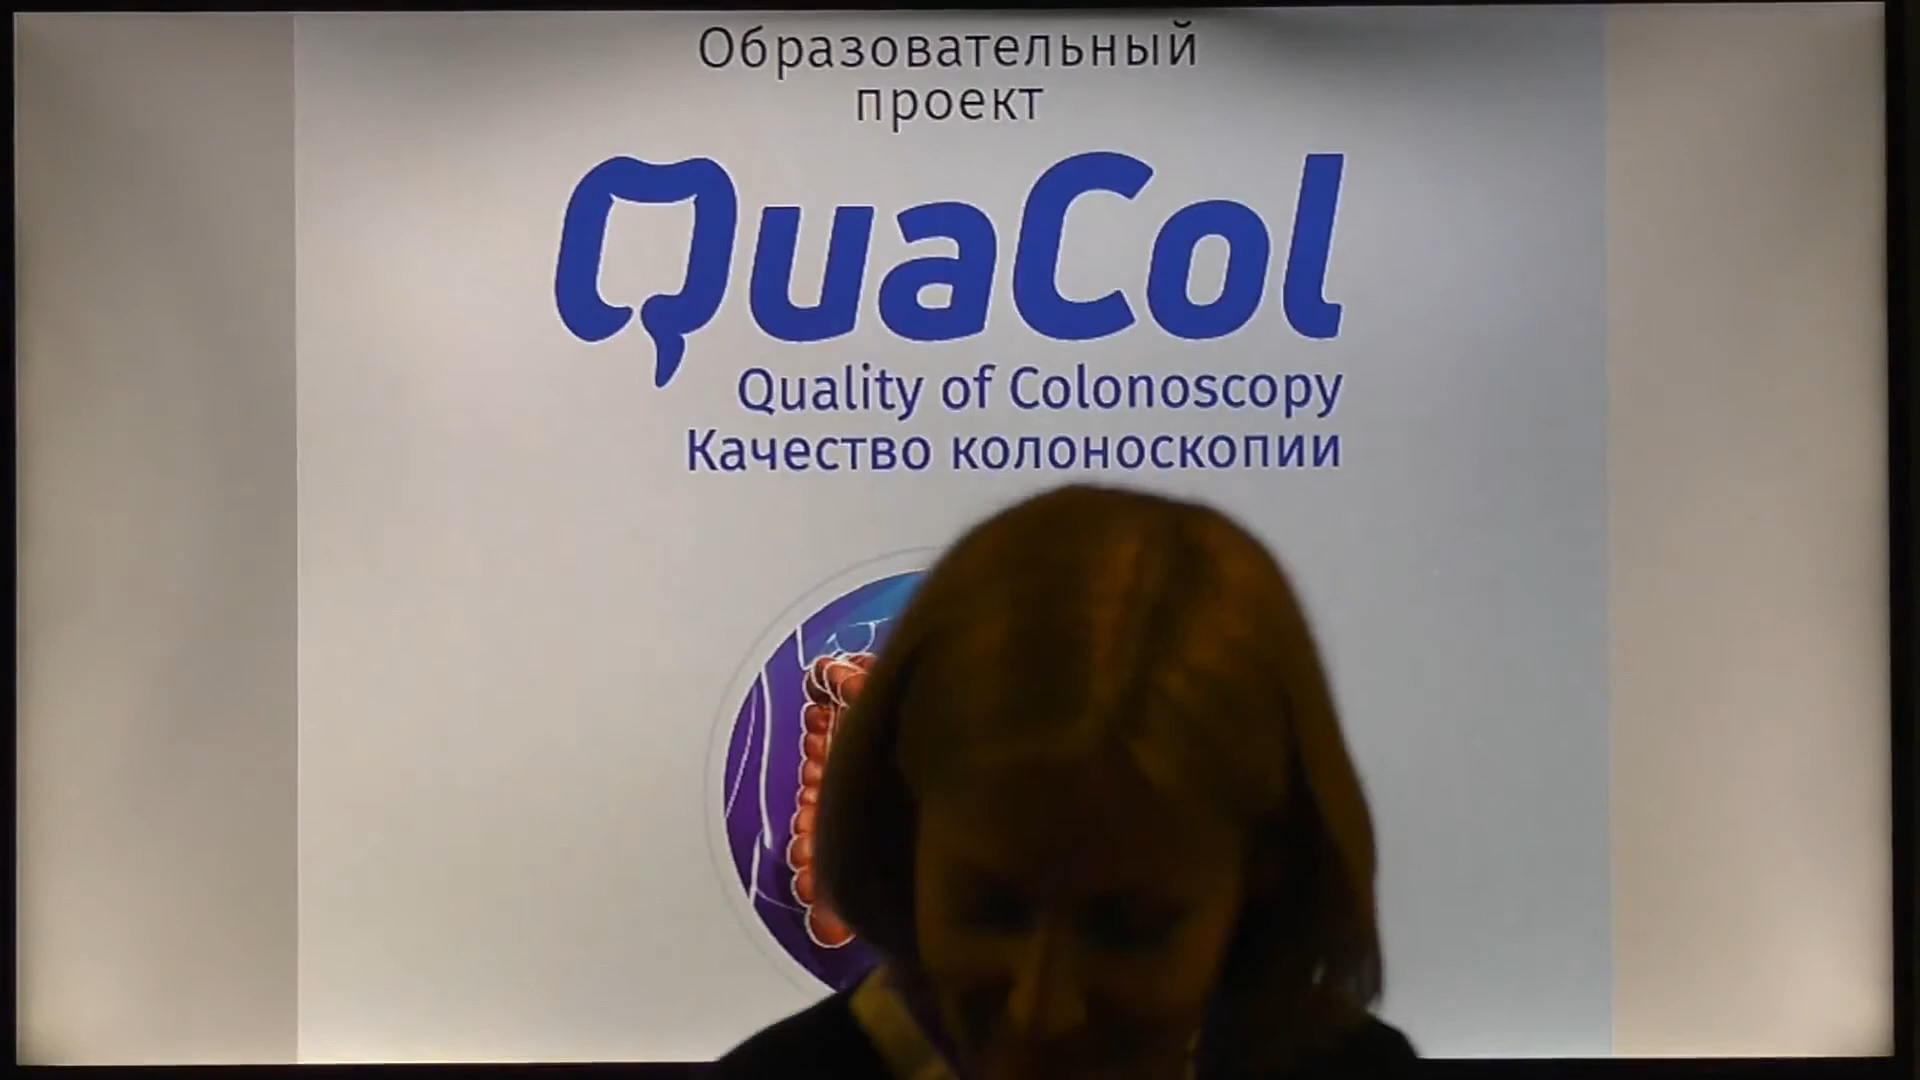 Образовательный
проект
QuaCol
Quality of Colonoscopy
Качество колоноскопии